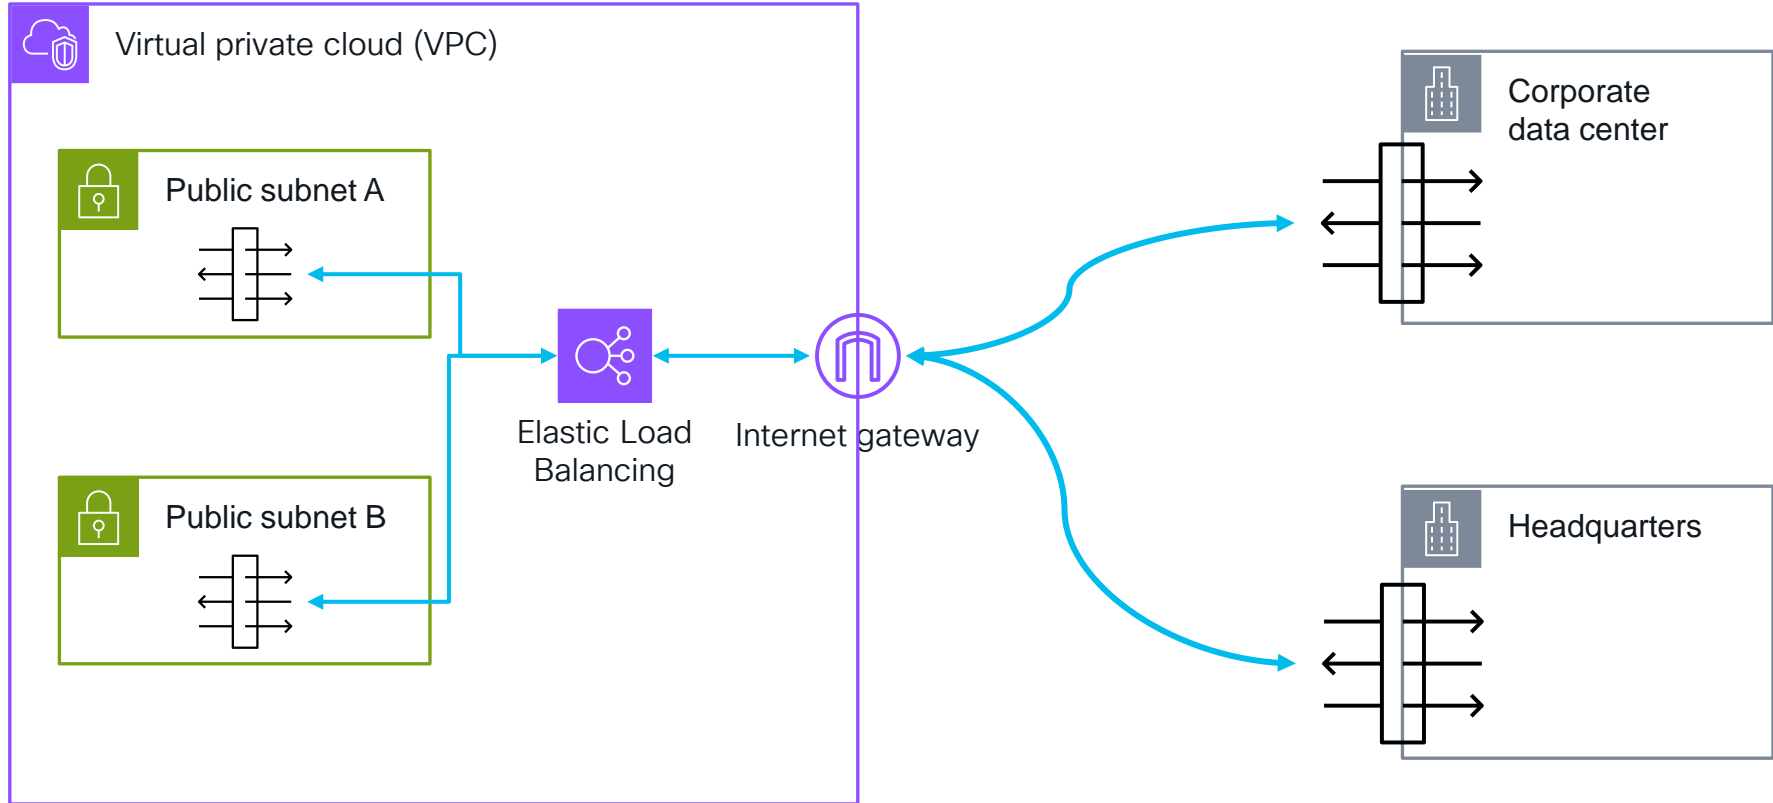 Virtual private cloud (VPC)
Public subnet A
Public subnet B
Elastic Load
Balancing
Internet gateway
Corporate
data center
Headquarters